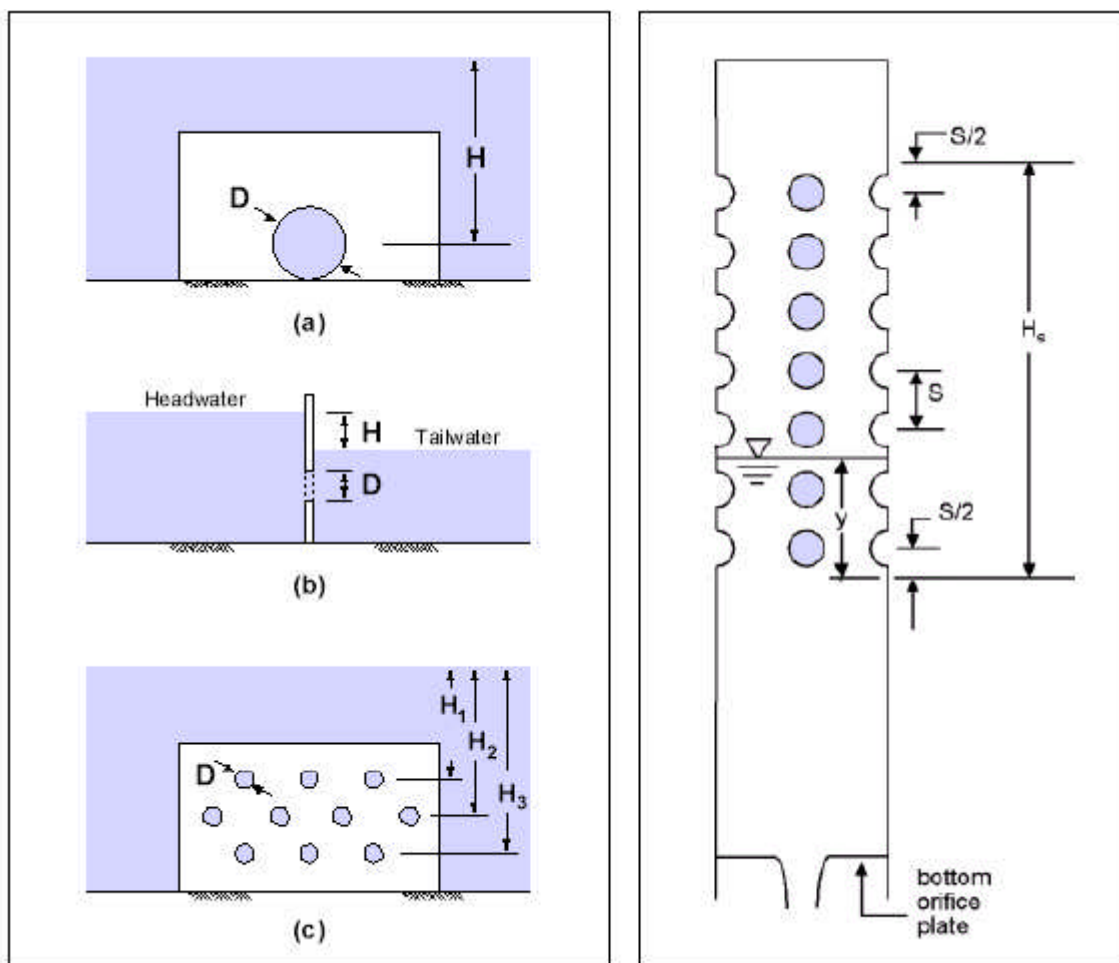 H
D
(a)
Headwater
H
Tailwater
D
(b)
H1
H2
D
H3
(c)
S/2
Hs
S
y
S/2
bottom
orifice
plate